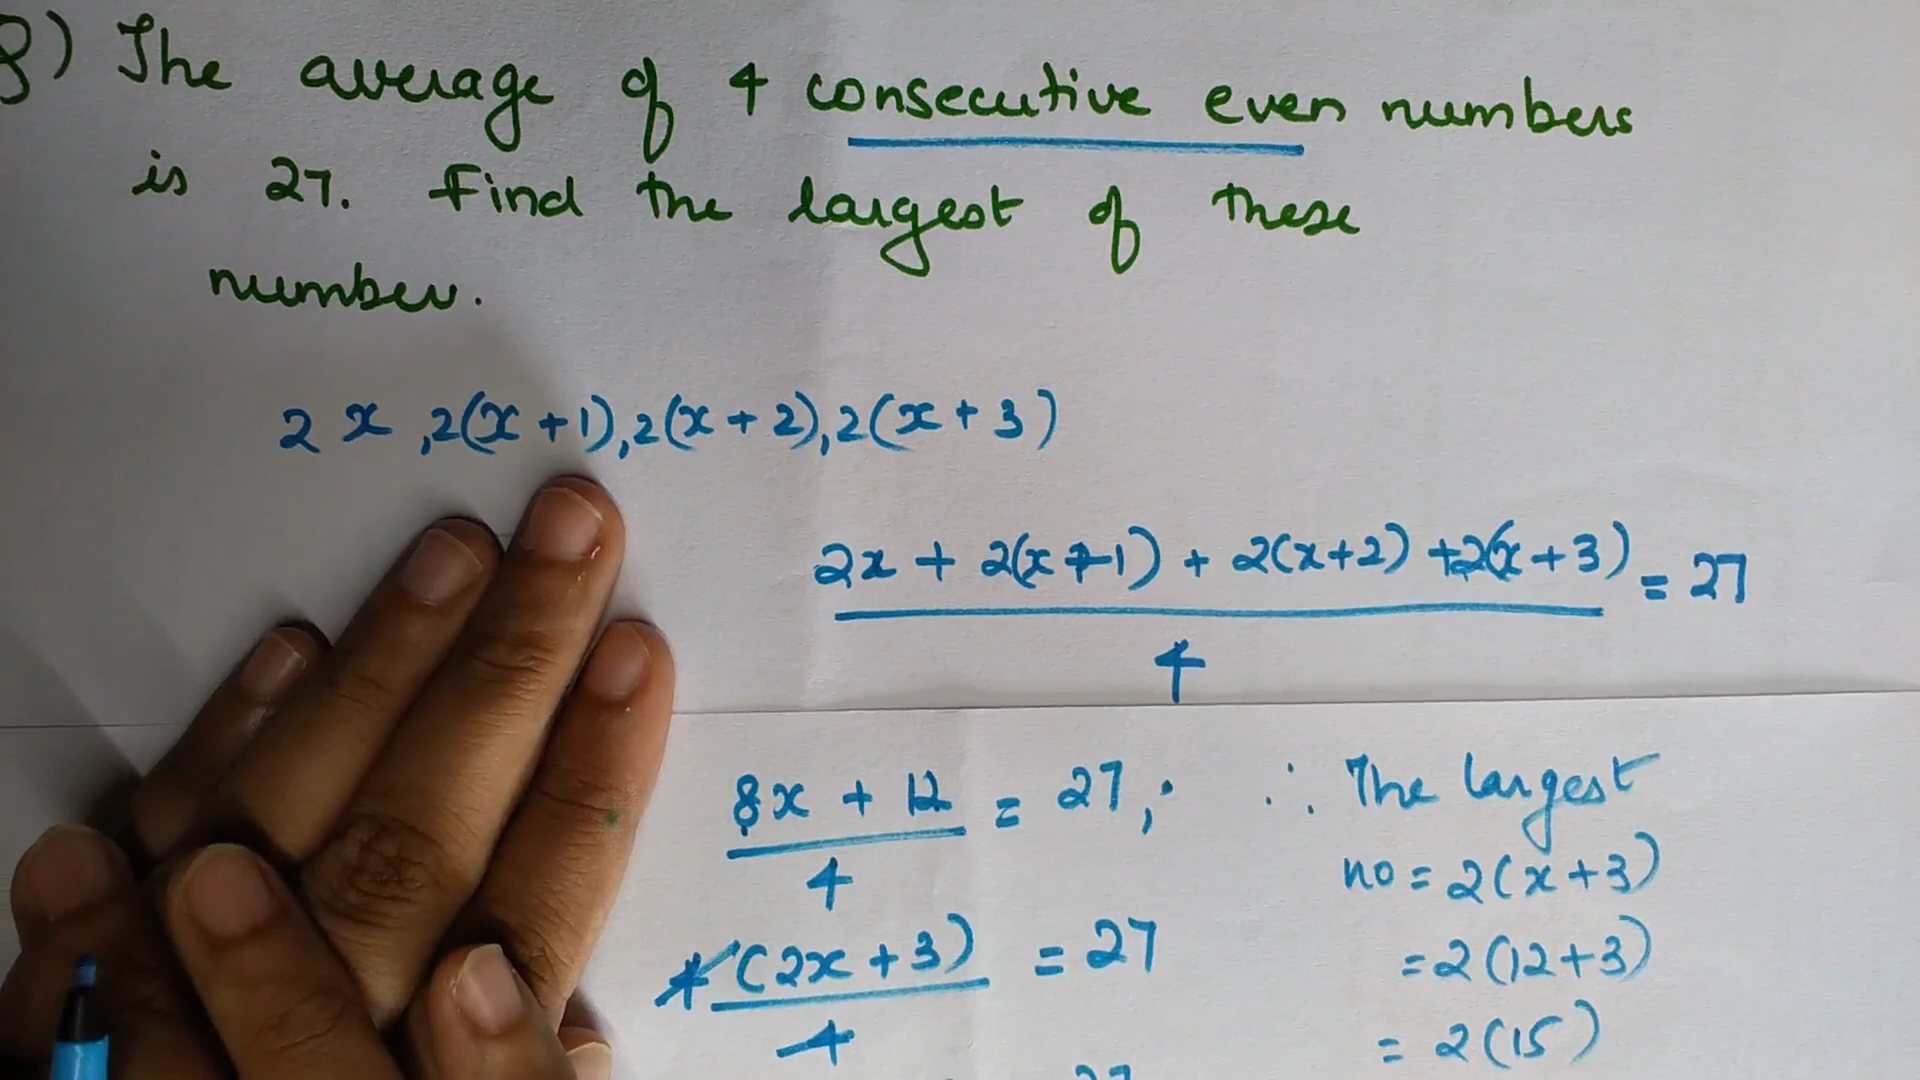 8) The average of 4 consecutive even numbers
is 27. Find the largest of these
number.
2x, 2(x+1), 2(x+2), 2(x+3)
2x + 2(x+1) + 2(x+2) + 2(x+3) = 27
4
8x + 12 = 27;
4
4(2x+3) = 27
4
∴ The largest
no = 2(x+3)
= 2(12+3)
= 2(15)